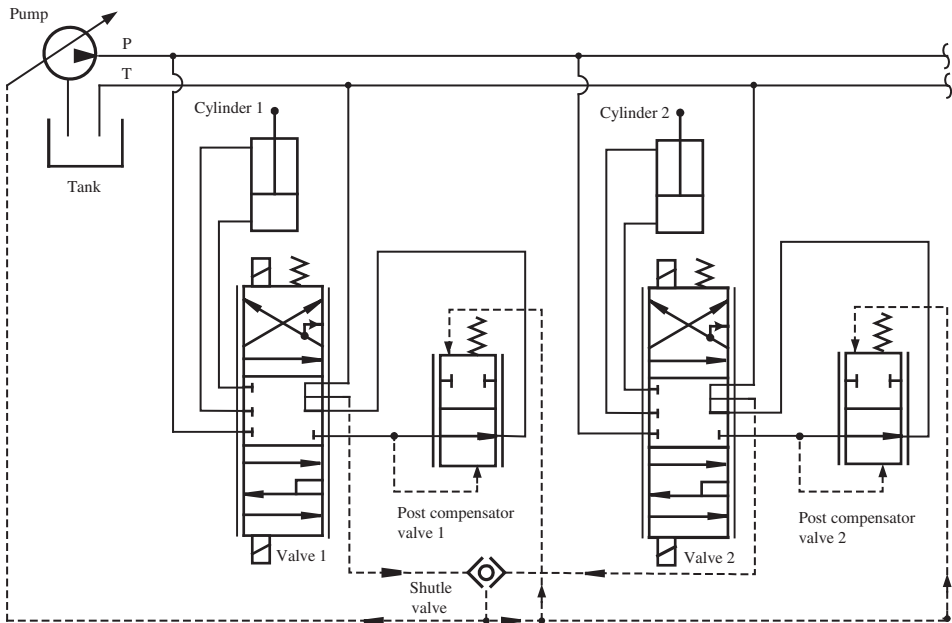 Pump
P
T
Cylinder 1
Cylinder 2
Tank
Post compensator
valve 1
Post compensator
valve 2
Valve 1
Valve 2
Shutle
valve